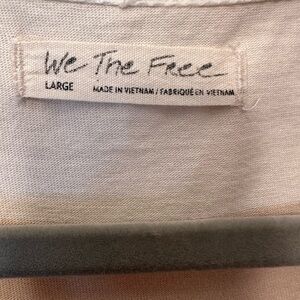 We The Free
LARGE MADE IN VIETNAM / FABRIQUÉ EN VIETNAM